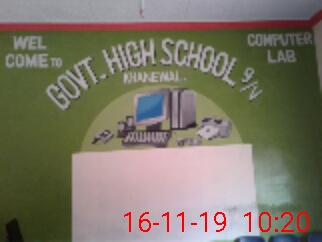 WEL
COME TO
GOVT. HIGH SCHOOL 9/V
KHANEWAL.
COMPUTER
LAB
16-11-19 10:20